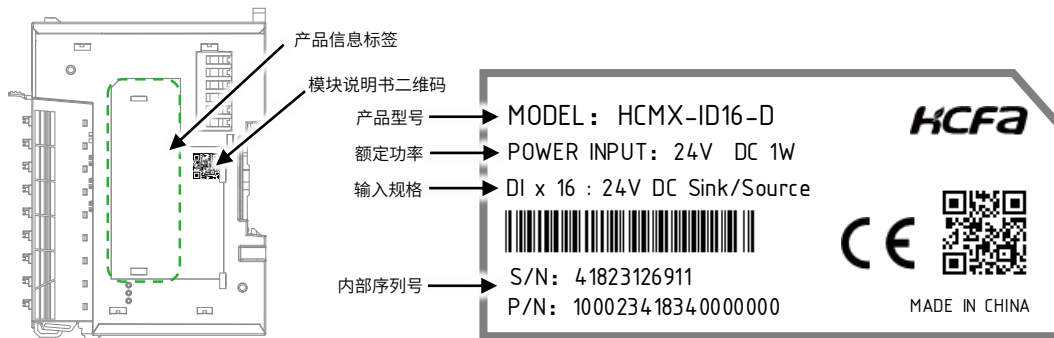 产品信息标签
模块说明书二维码
产品型号
额定功率
输入规格
内部序列号
MODEL: HCMX-ID16-D
POWER INPUT: 24V DC 1W
DI x 16 : 24V DC Sink/Source
S/N: 41823126911
P/N: 100023418340000000
HCFA
CE
MADE IN CHINA